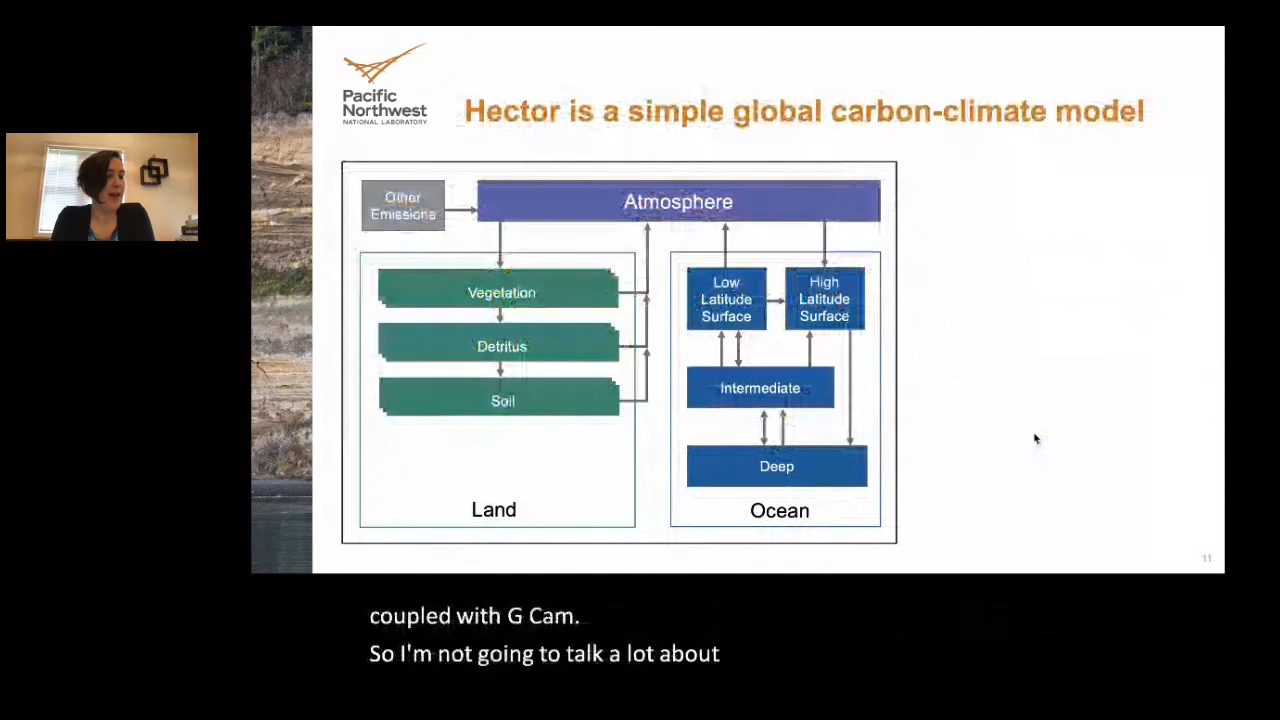 Pacific
Northwest
NATIONAL LABORATORY
Hector is a simple global carbon-climate model
Other
Emissions
Atmosphere
Vegetation
Detritus
Soil
Land
Low
Latitude
Surface
High
Latitude
Surface
Intermediate
Deep
Ocean
11
coupled with G Cam.
So I'm not going to talk a lot about